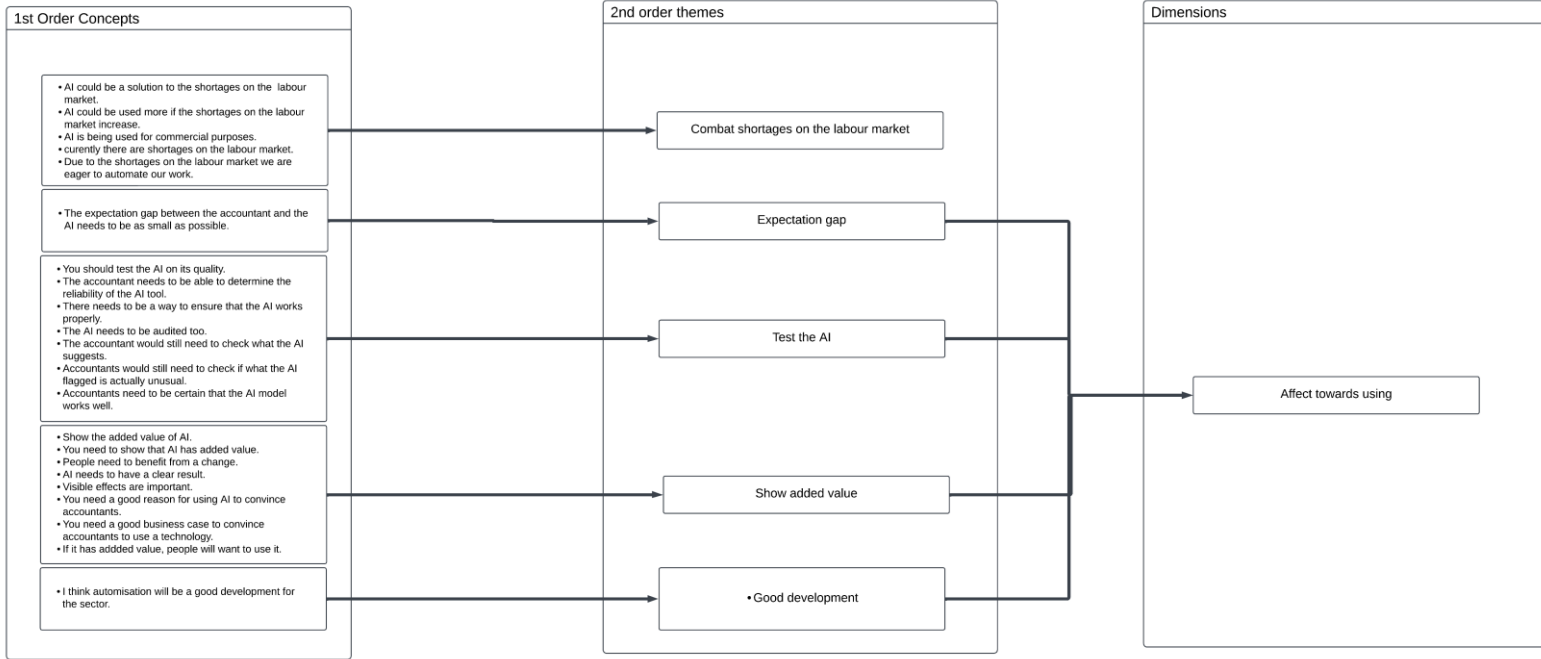 1st Order Concepts
• AI could be a solution to the shortages on the labour
market.
• AI could be used more if the shortages on the labour
market increase.
• AI is being used for commercial purposes.
• curently there are shortages on the labour market.
• Due to the shortages on the labour market we are
eager to automate our work.
• The expectation gap between the accountant and the
AI needs to be as small as possible.
• You should test the AI on its quality.
• The accountant needs to be able to determine the
reliability of the AI tool.
• There needs to be a way to ensure that the AI works
properly.
• The AI needs to be audited too.
• The accountant would still need to check what the AI
suggests.
• Accountants would still need to check if what the AI
flagged is actually unusual.
• Accountants need to be certain that the AI model
works well.
• Show the added value of AI.
• You need to show that AI has added value.
• People need to benefit from a change.
• AI needs to have a clear result.
• Visible effects are important.
• You need a good reason for using AI to convince
accountants.
• You need a good business case to convince
accountants to use a technology.
• If it has addded value, people will want to use it.
• I think automisation will be a good development for
the sector.
2nd order themes
Combat shortages on the labour market
Expectation gap
Test the AI
Show added value
• Good development
Dimensions
Affect towards using